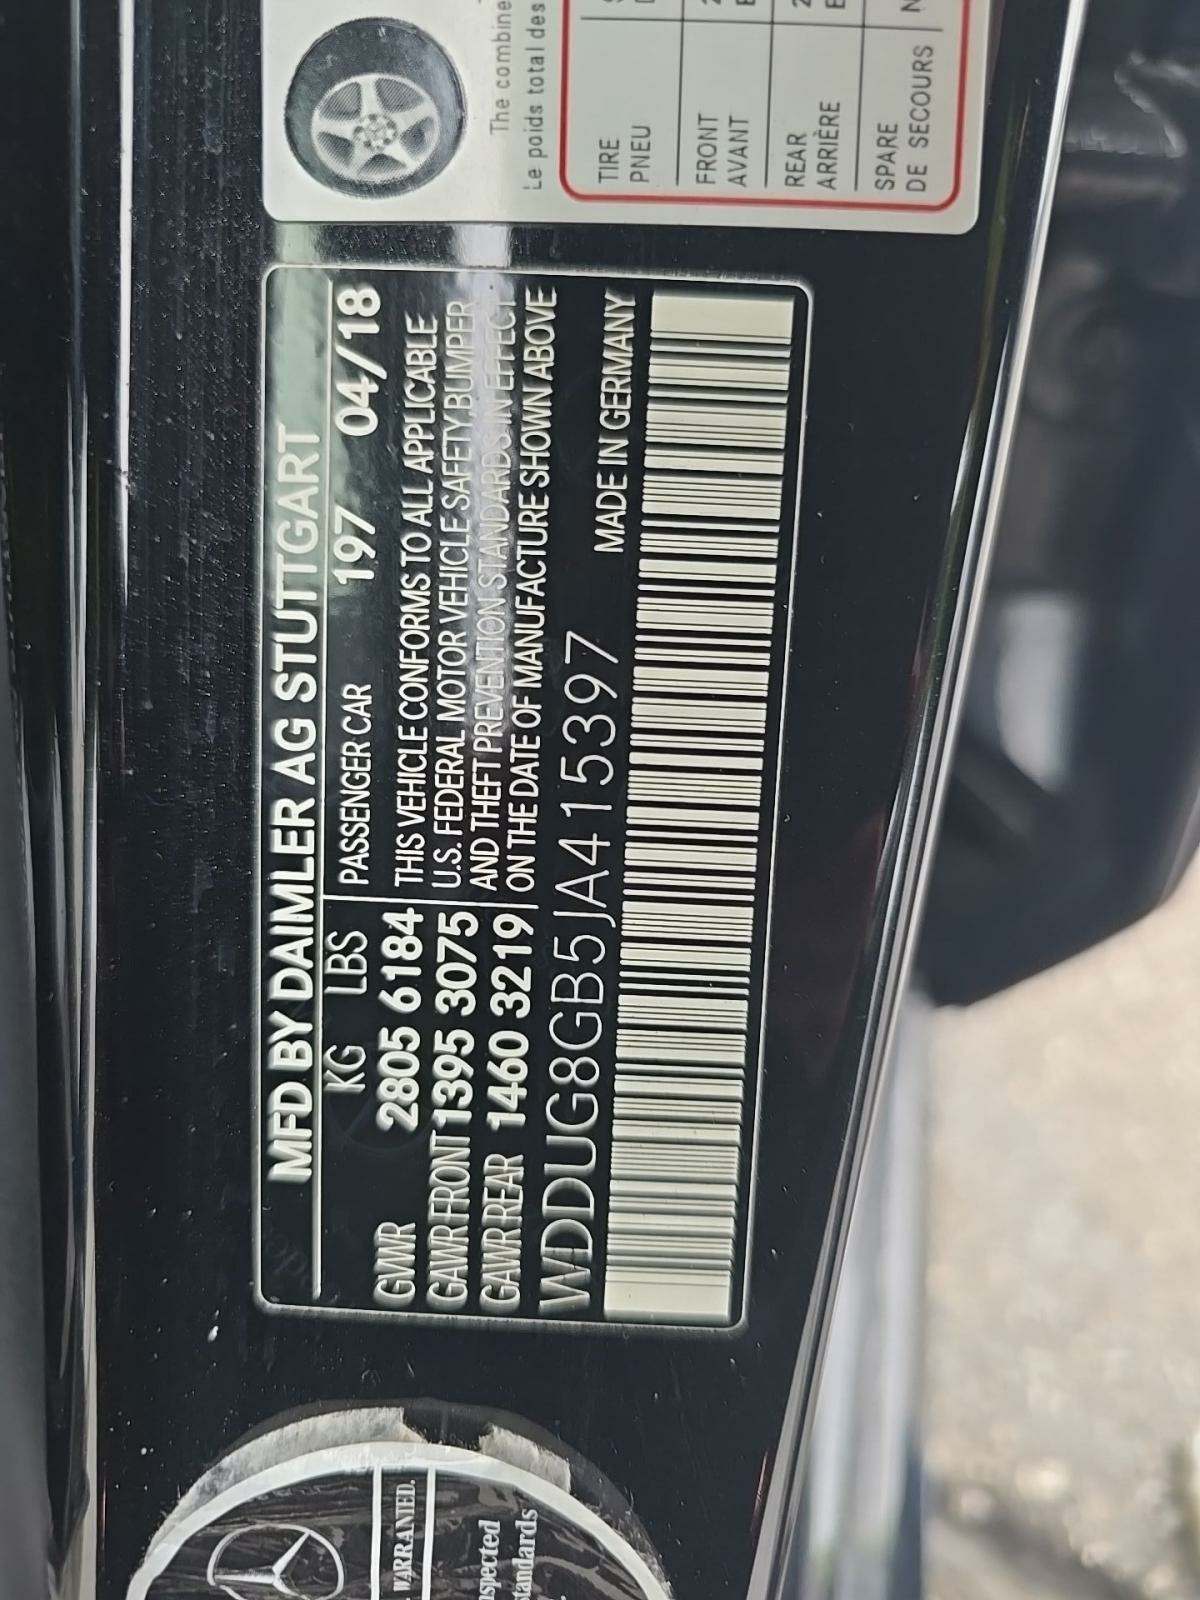 MFD BY DAIMLER AG STUTTGART
KG LBS PASSENGER CAR 197 04/18
GVWR 2805 6184 THIS VEHICLE CONFORMS TO ALL APPLICABLE
GAWR FRONT 1395 3075 U.S. FEDERAL MOTOR VEHICLE SAFETY, BUMPER
GAWR REAR 1460 3219 AND THEFT PREVENTION STANDARDS IN EFFECT
ON THE DATE OF MANUFACTURE SHOWN ABOVE
WDDUG8GB5JA415397 MADE IN GERMANY
The combine
Le poids total des
TIRE
PNEU
FRONT
AVANT
REAR
ARRIÈRE
SPARE
DE SECOURS
WARRANTED.
standards